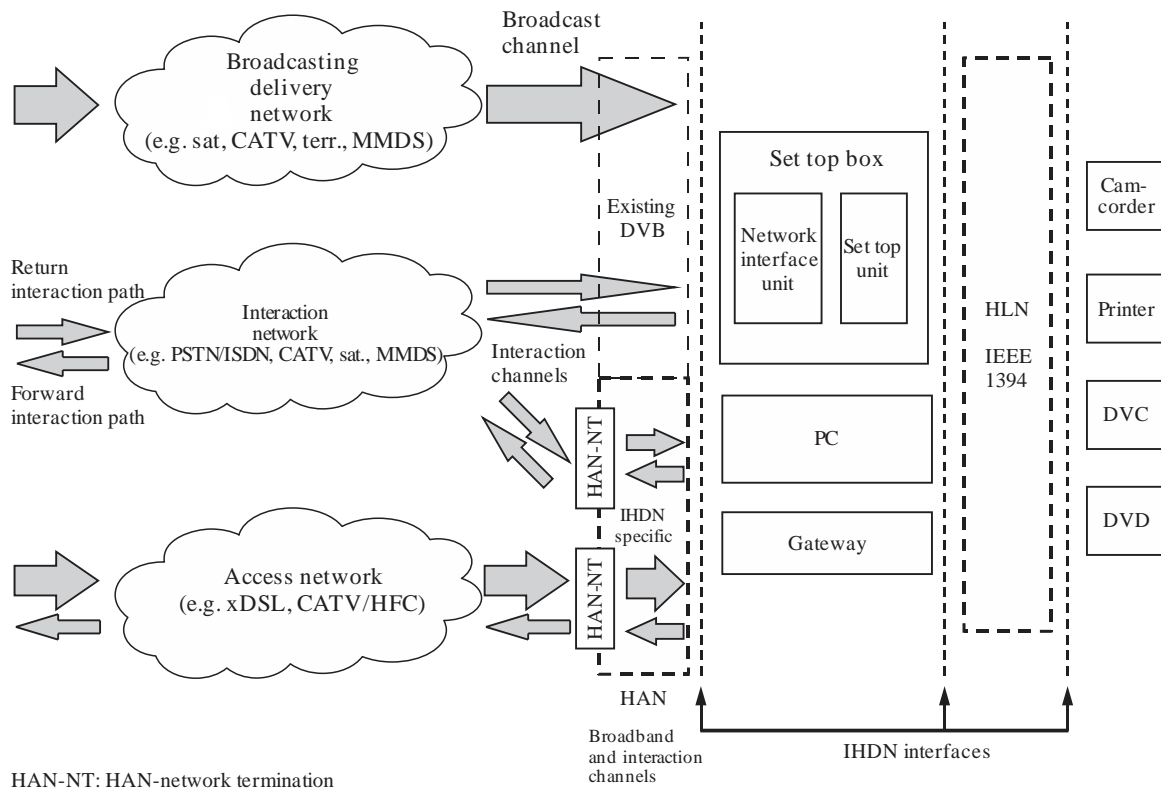 Broadcast
channel
Broadcasting
delivery
network
(e.g. sat, CATV, terr., MMDS)
Set top box
Network
interface
unit
Set top
unit
Existing
DVB
Cam-
corder
Return
interaction path
Interaction
network
(e.g. PSTN/ISDN, CATV, sat., MMDS)
Forward
interaction path
Interaction
channels
HLN
IEEE
1394
Printer
HAN-NT
PC
DVC
IHDN
specific
Gateway
DVD
Access network
(e.g. xDSL, CATV/HFC)
HAN-NT
HAN
Broadband
and interaction
channels
IHDN interfaces
HAN-NT: HAN-network termination